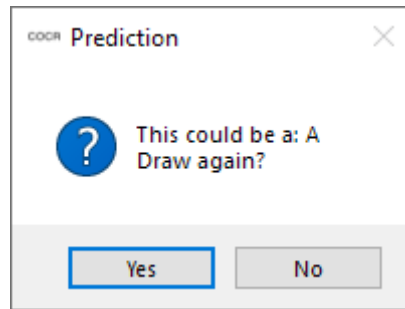 COCR Prediction
This could be a: A
Draw again?
Yes
No